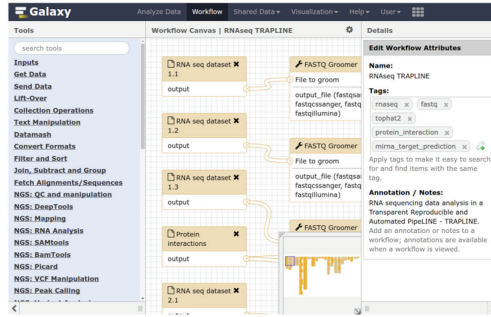 Galaxy
Analyze Data Workflow Shared Data Visualization Help User
Tools
search tools
Inputs
Get Data
Send Data
Lift-Over
Collection Operations
Text Manipulation
Datamash
Convert Formats
Filter and Sort
Join, Subtract and Group
Fetch Alignments/Sequences
NGS: QC and manipulation
NGS: DeepTools
NGS: Mapping
NGS: RNA Analysis
NGS: SAMtools
NGS: BamTools
NGS: Picard
NGS: VCF Manipulation
NGS: Peak Calling
Workflow Canvas | RNAseq TRAPLINE
RNA seq dataset
1.1
output
RNA seq dataset
1.2
output
RNA seq dataset
1.3
output
Protein
interactions
output
RNA seq dataset
2.1
FASTQ Groomer
File to groom
output_file (fastqsa
fastqcssanger, fastq
fastqillumina)
FASTQ Groomer
File to groom
output_file (fastqsa
fastqcssanger, fastq
fastqillumina)
FASTQ Groomer
Details
Edit Workflow Attributes
Name:
RNAseq TRAPLINE
Tags:
rnaseq x fastq x
tophat2 x
protein_interaction x
mirna_target_prediction x
Apply tags to make it easy to search
for and find items with the same
tag.
Annotation / Notes:
RNA sequencing data analysis in a
Transparent Reproducible and
Automated PipeLINE - TRAPLINE.
Add an annotation or notes to a
workflow; annotations are available
when a workflow is viewed.